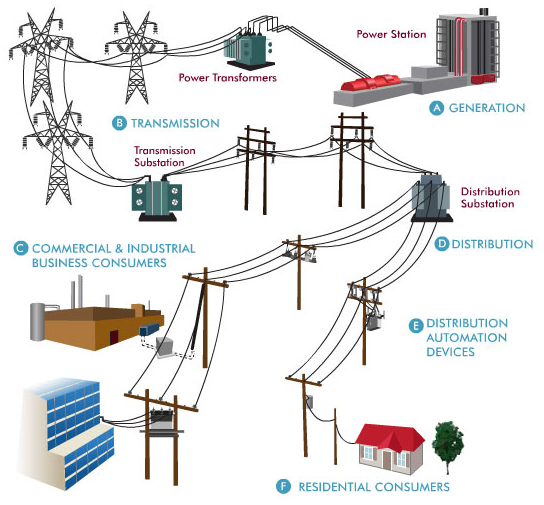 Power Station
Power Transformers
A GENERATION
B TRANSMISSION
Transmission
Substation
Distribution
Substation
C COMMERCIAL & INDUSTRIAL
BUSINESS CONSUMERS
D DISTRIBUTION
E DISTRIBUTION
AUTOMATION
DEVICES
F RESIDENTIAL CONSUMERS